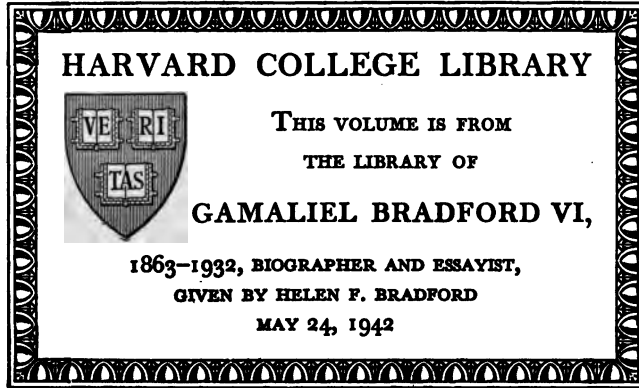 HARVARD COLLEGE LIBRARY
VE RI
TAS
THIS VOLUME IS FROM
THE LIBRARY OF
GAMALIEL BRADFORD VI,
1863–1932, BIOGRAPHER AND ESSAYIST,
GIVEN BY HELEN F. BRADFORD
MAY 24, 1942